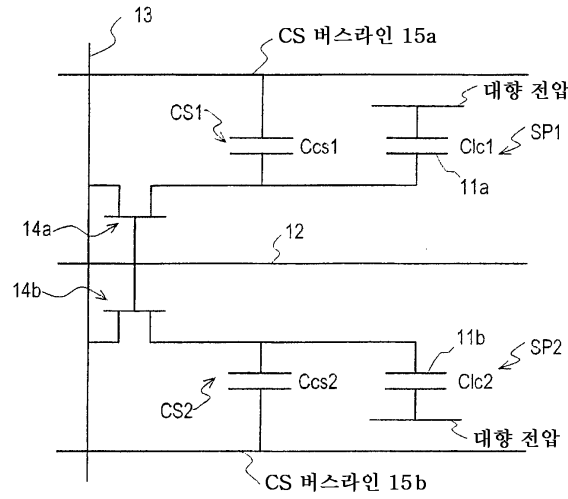 13
CS 버스라인 15a
대향 전압
CS1
Ccs1
Clc1
SP1
11a
14a
12
14b
11b
SP2
Ccs2
Clc2
CS2
대향 전압
CS 버스라인 15b